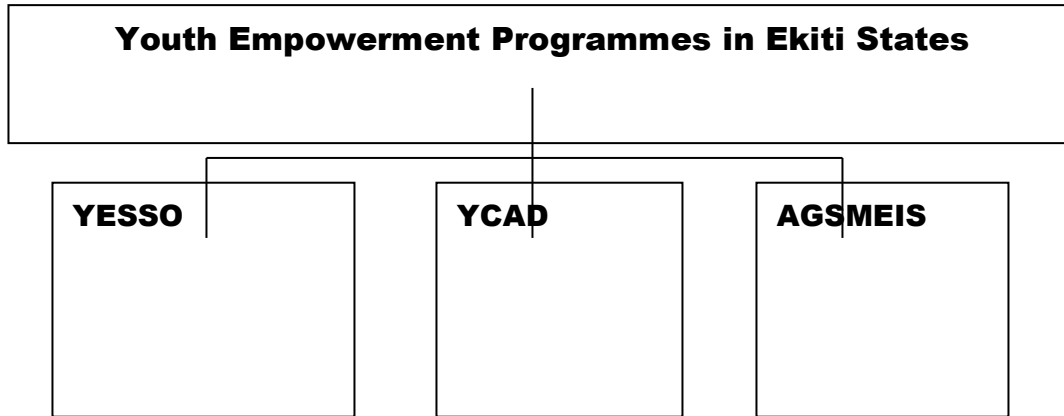 Youth Empowerment Programmes in Ekiti States
YESSO
YCAD
AGSMEIS